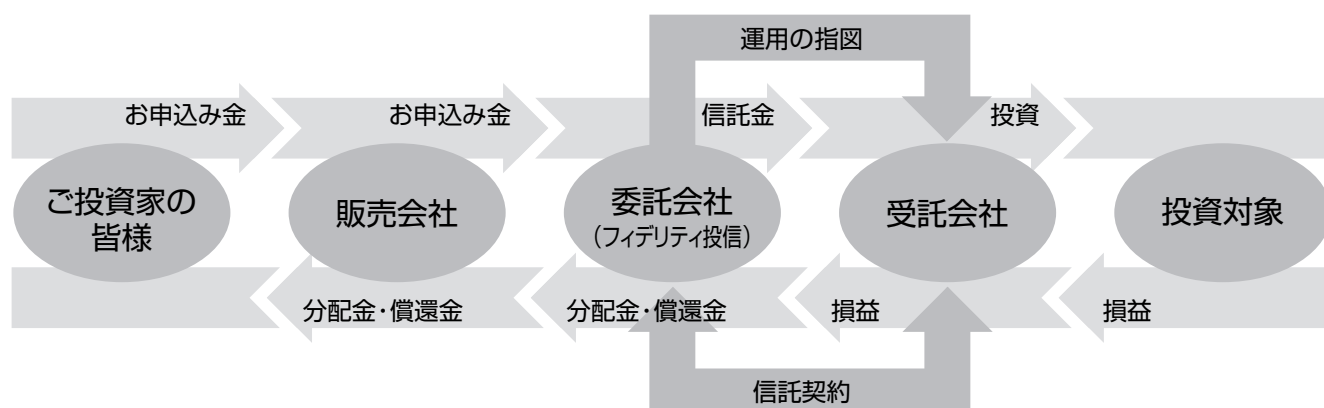 運用の指図
お申込み金
お申込み金
信託金
投資
ご投資家の
皆様
販売会社
委託会社
（フィデリティ投信）
受託会社
投資対象
分配金・償還金
分配金・償還金
損益
損益
信託契約